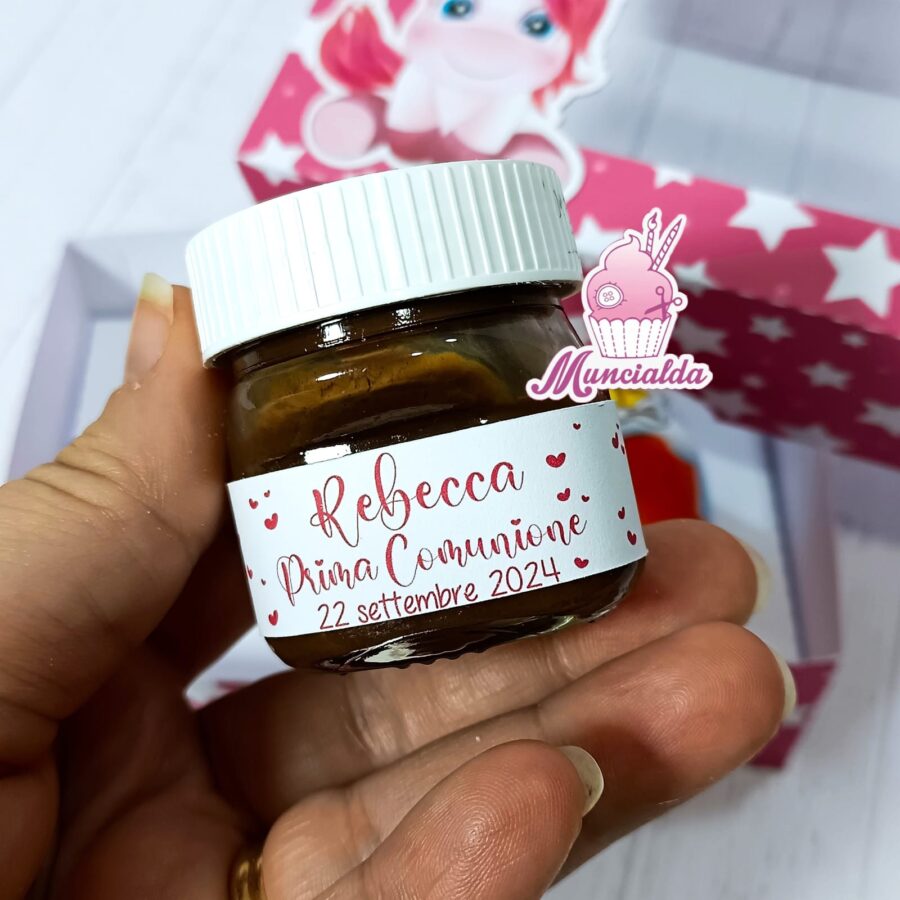 Muncialda
Rebecca
Prima Comunione
22 settembre 2024